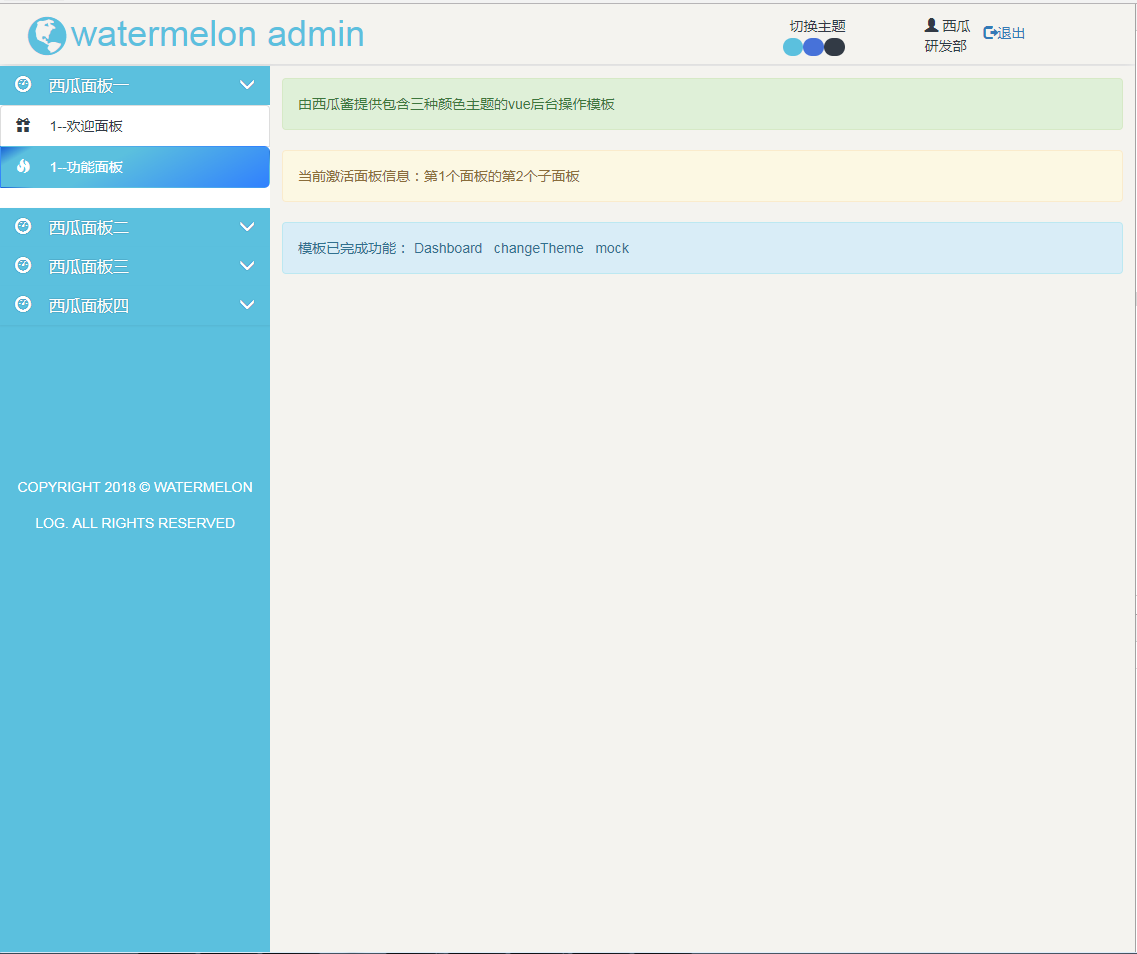 watermelon admin
切换主题
西瓜
研发部
退出
西瓜面板一
1--欢迎面板
1--功能面板
西瓜面板二
西瓜面板三
西瓜面板四
COPYRIGHT 2018 © WATERMELON
LOG. ALL RIGHTS RESERVED
由西瓜酱提供包含三种颜色主题的vue后台操作模板
当前激活面板信息：第1个面板的第2个子面板
模板已完成功能： Dashboard changeTheme mock